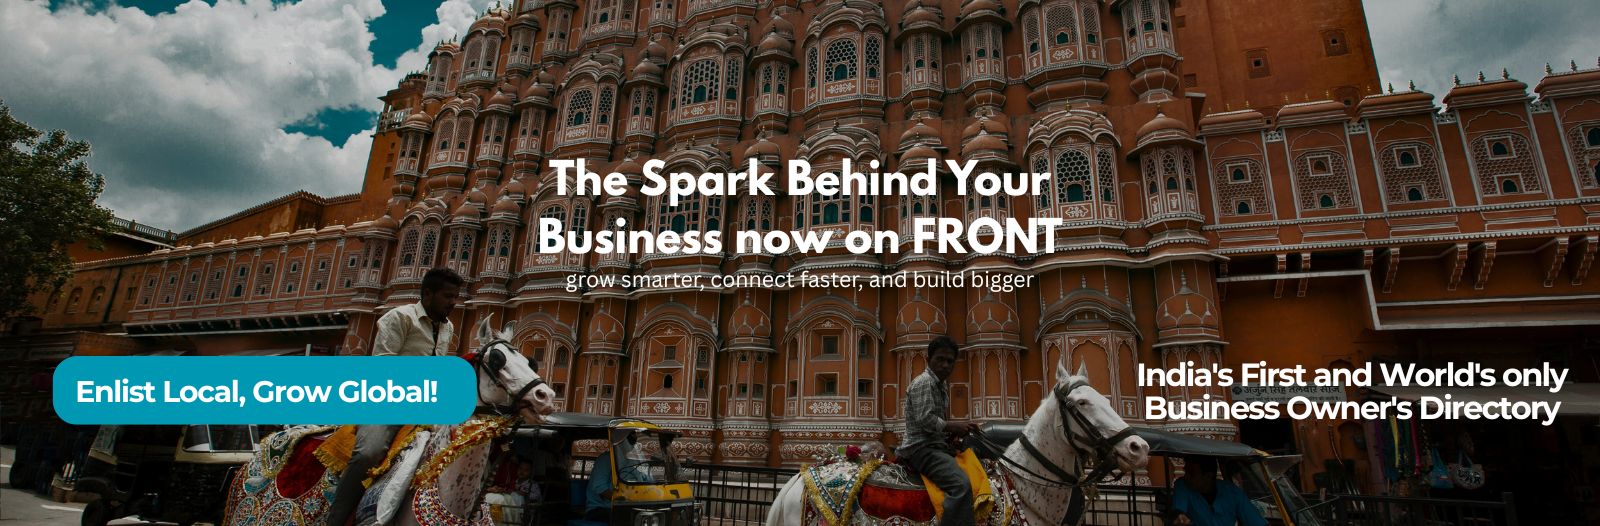 The Spark Behind Your
Business now on FRONT
grow smarter, connect faster, and build bigger
Enlist Local, Grow Global!
India's First and World's only
Business Owner's Directory